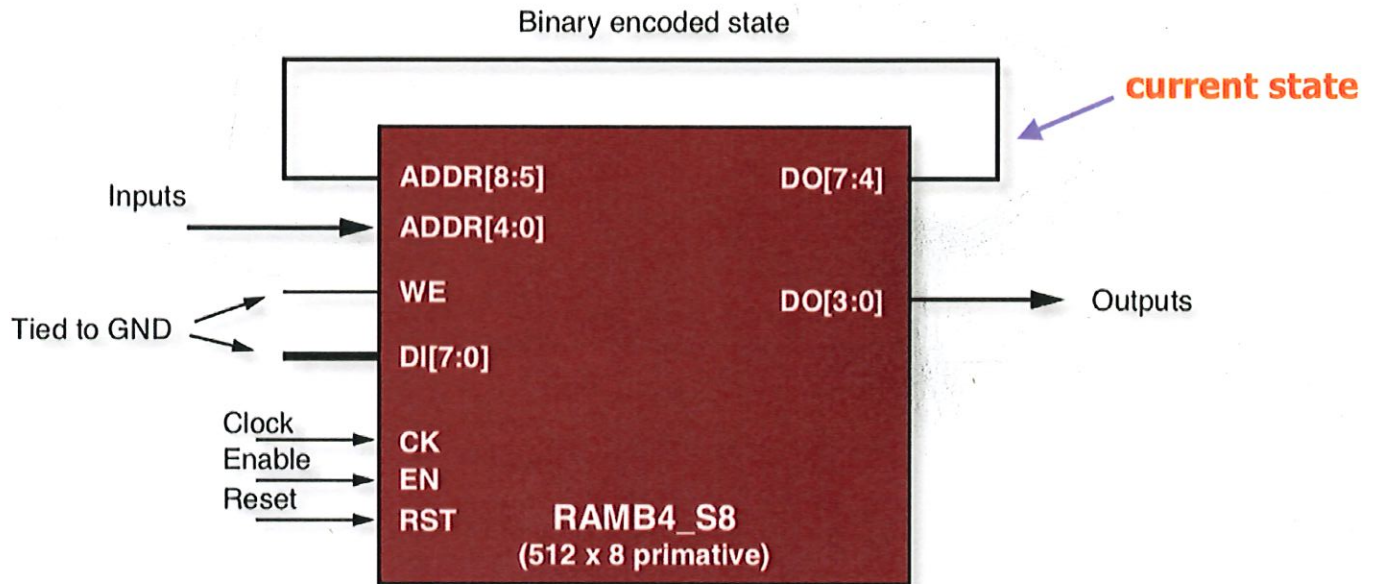 Binary encoded state
current state
ADDR[8:5]
DO[7:4]
Inputs
ADDR[4:0]
WE
DO[3:0]
Outputs
Tied to GND
DI[7:0]
Clock
CK
Enable
EN
Reset
RST
RAMB4_S8
(512 x 8 primative)